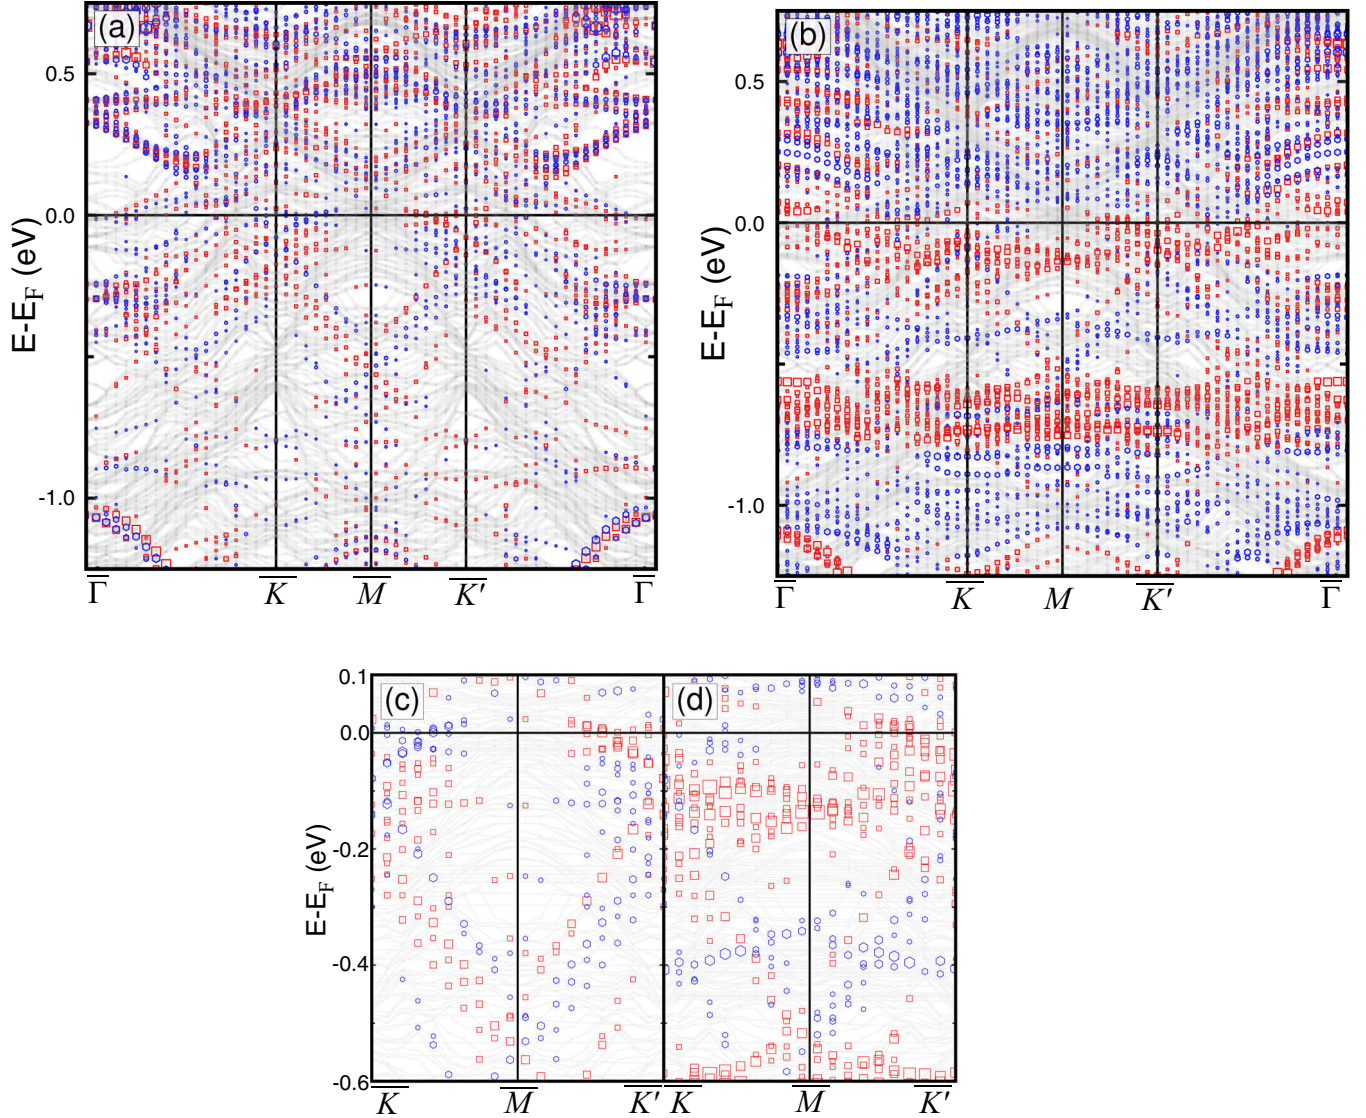 (a)
(b)
0.5
0.0
-1.0
E-E_F (eV)
Γ̿ K̿ M̿ K̿′ Γ̿
0.5
0.0
-1.0
E-E_F (eV)
Γ̿ K̿ M̿ K̿′ Γ̿
(c)
(d)
0.1
0.0
-0.2
-0.4
-0.6
E-E_F (eV)
K̿ M̿ K̿′ K̿ M̿ K̿′